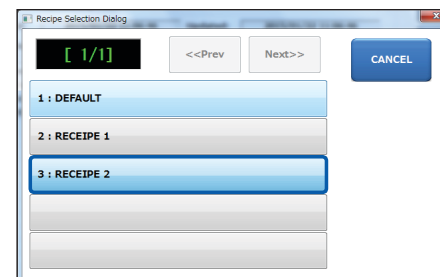 Recipe Selection Dialog
[ 1/1]
<<Prev
Next>>
CANCEL
1 : DEFAULT
2 : RECEIPE 1
3 : RECEIPE 2